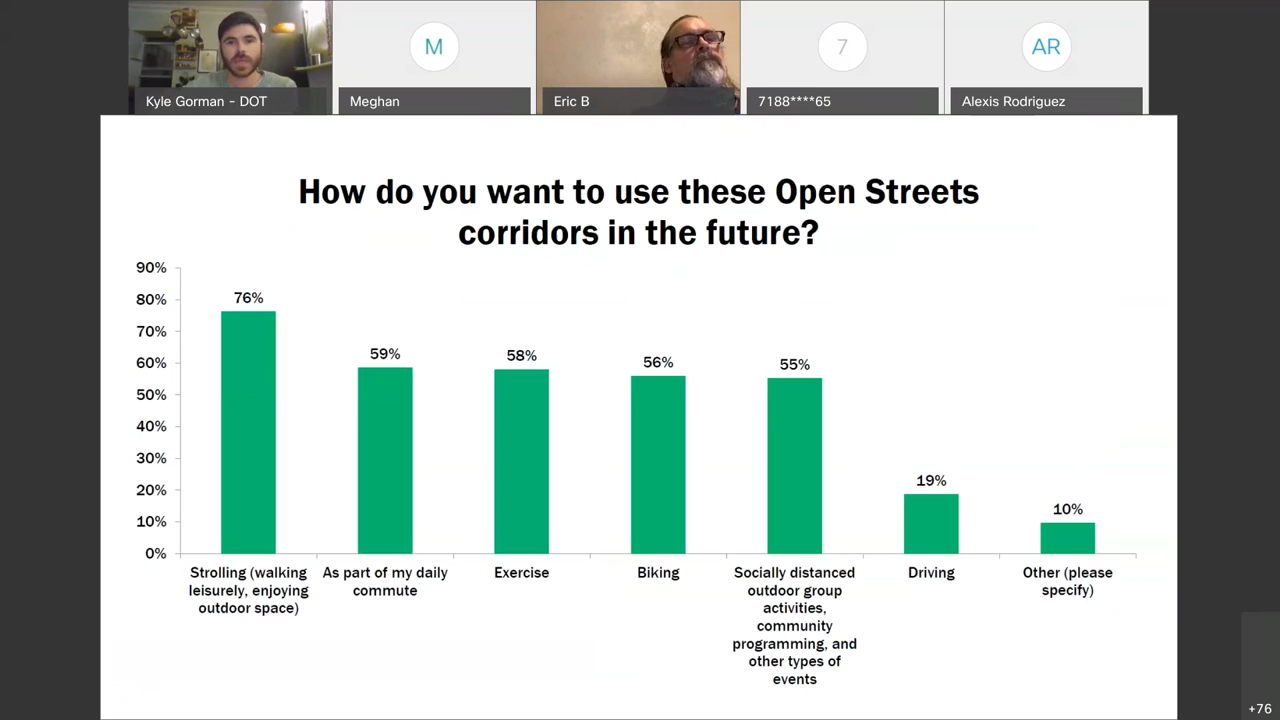 M
7
AR
Kyle Gorman - DOT
Meghan
Eric B
7188****65
Alexis Rodriguez
How do you want to use these Open Streets
corridors in the future?
90%
80%
70%
60%
50%
40%
30%
20%
10%
0%
76%
59%
58%
56%
55%
19%
10%
Strolling (walking
leisurely, enjoying
outdoor space)
As part of my daily
commute
Exercise
Biking
Socially distanced
outdoor group
activities,
community
programming, and
other types of
events
Driving
Other (please
specify)
+76